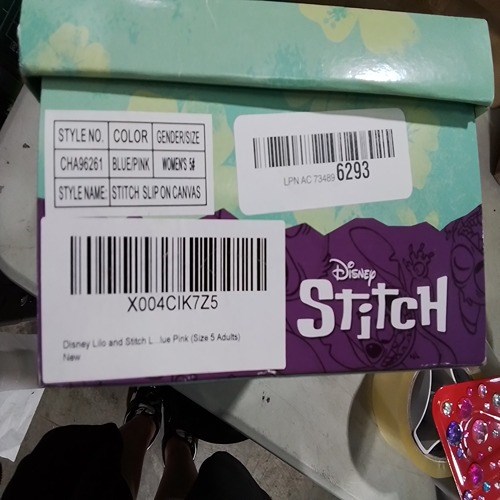 STYLE NO. COLOR GENDER/SIZE
CHA96261 BLUE/PINK WOMEN'S 5#
STYLE NAME: STITCH SLIP ON CANVAS
LPN AC 73489 6293
X004CIK7Z5
Disney Lilo and Stitch L...lue Pink (Size 5 Adults)
New
Disney
Stitch